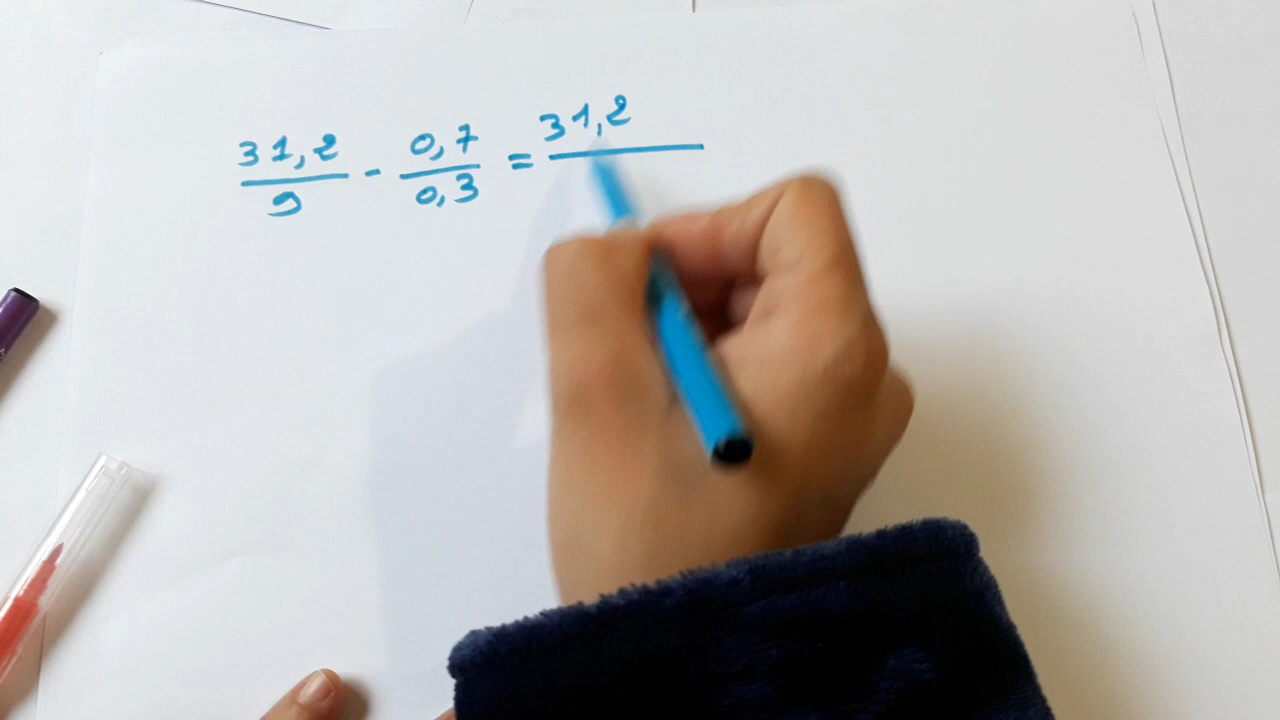 31,2/9 - 0,7/0,3 = 31,2/